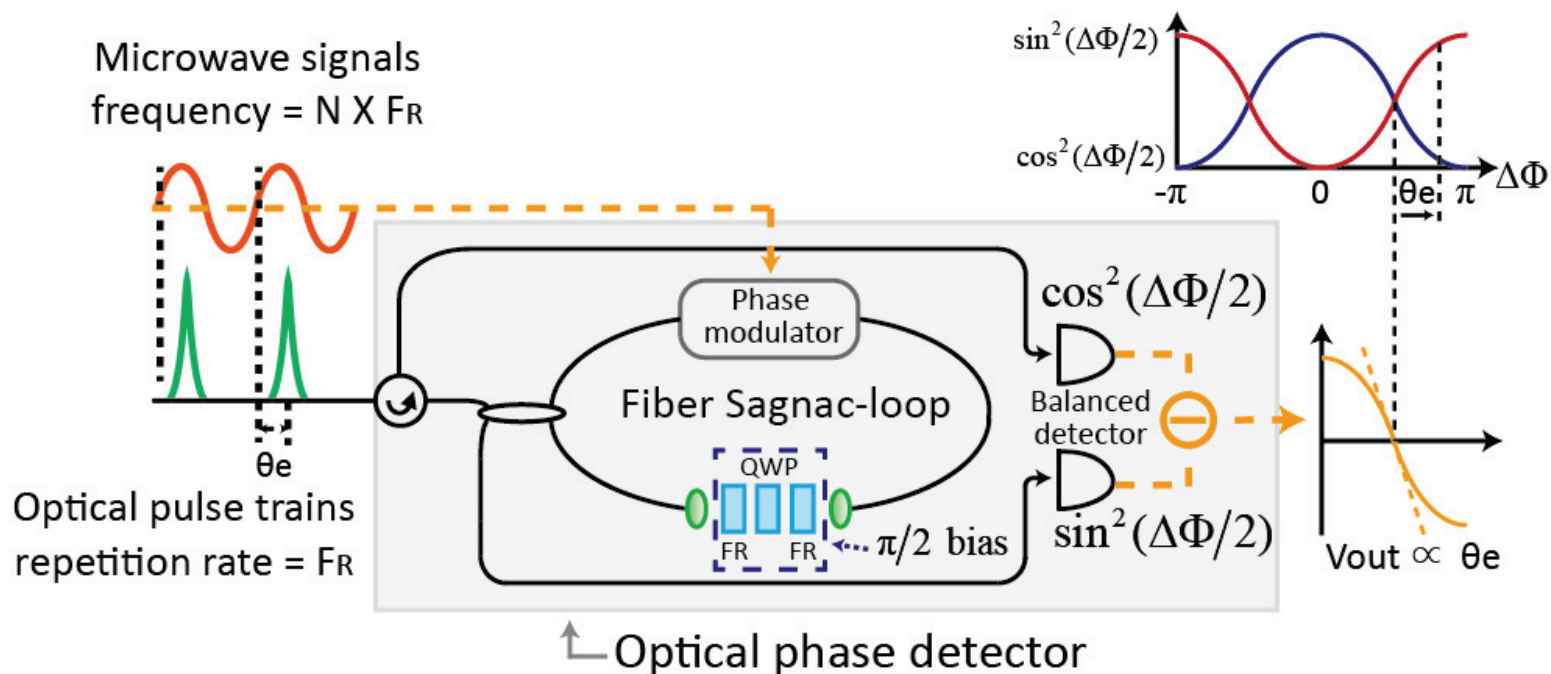 Microwave signals
frequency = N X FR
sin²(ΔΦ/2)
cos²(ΔΦ/2)
-π
0
θe
π
ΔΦ
Phase
modulator
cos²(ΔΦ/2)
Fiber Sagnac-loop
Balanced
detector
θe
QWP
FR
FR
π/2 bias
sin²(ΔΦ/2)
Optical pulse trains
repetition rate = FR
Vout ∝ θe
Optical phase detector